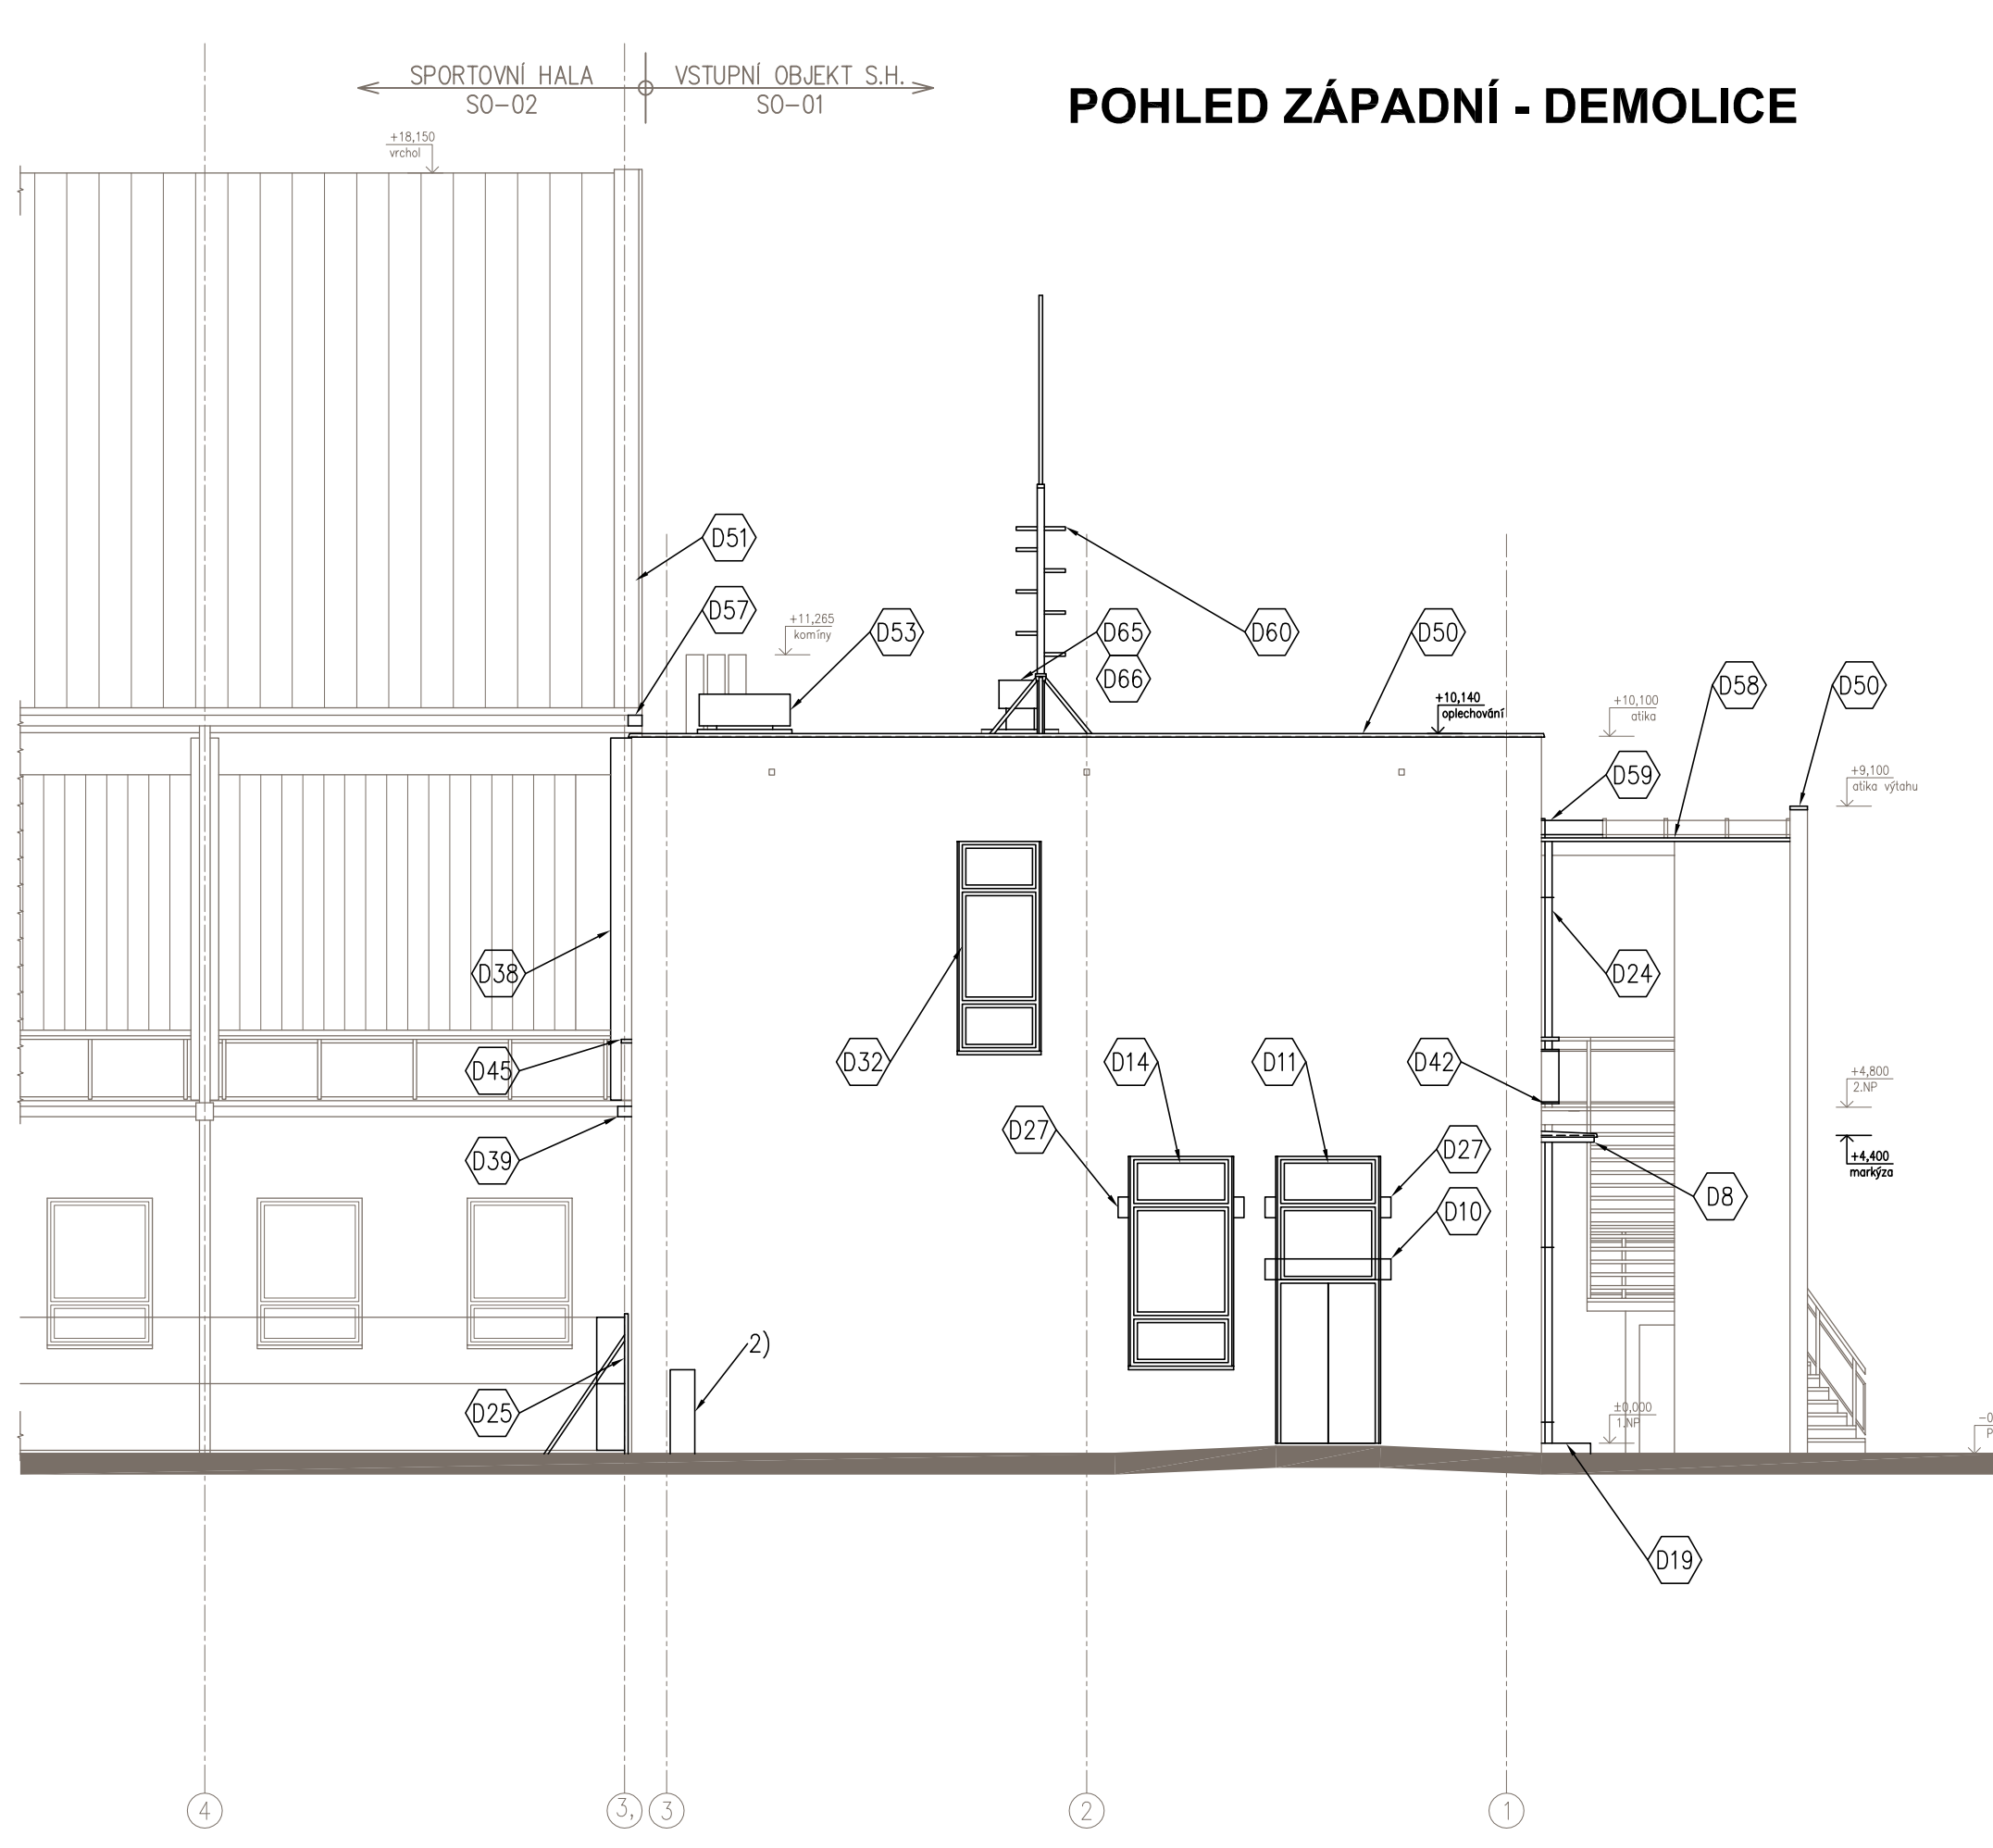 SPORTOVNÍ HALA
SO-02
VSTUPNÍ OBJEKT S.H.
SO-01
POHLED ZÁPADNÍ - DEMOLICE
+18,150
vrchol
D51
D57
+11,265
komíny
D53
D65
D66
D60
D50
D58
D50
+10,140
oplechování
+10,100
atika
D59
+9,100
atika výtahu
D38
D24
D45
D32
D14
D11
D42
+4,800
2.NP
D27
D27
D39
+4,400
markýza
D8
D10
2)
D25
±0,000
1.NP
-0
P
D19
4
3,
3
2
1